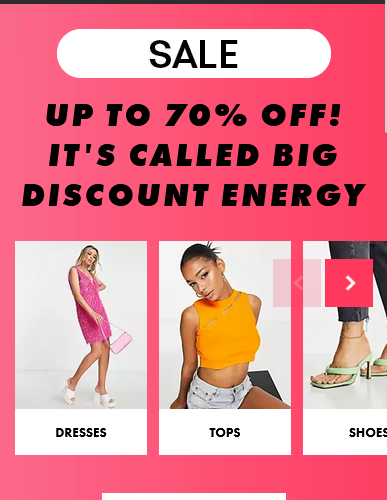 SALE
UP TO 70% OFF!
IT'S CALLED BIG
DISCOUNT ENERGY
DRESSES
TOPS
SHOES